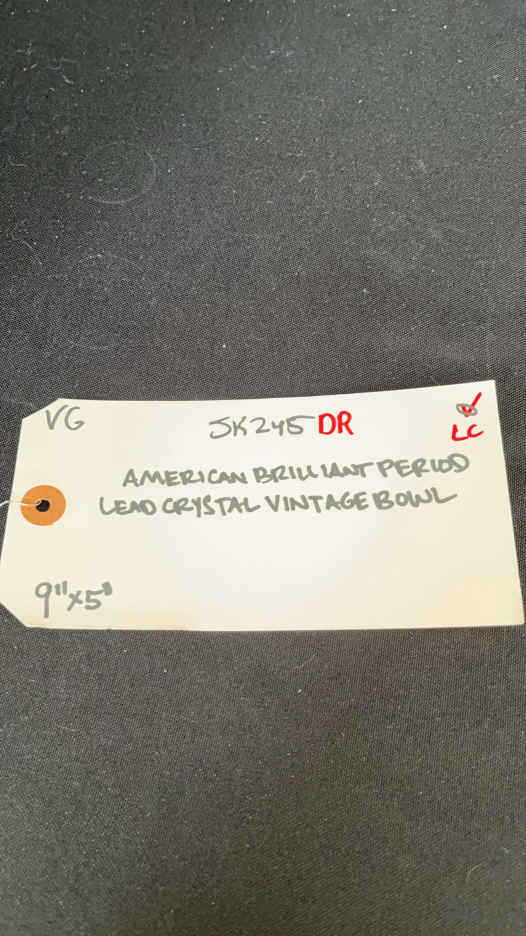 VG
JK245 DR
LC
AMERICAN BRILLIANT PERIOD
LEAD CRYSTAL VINTAGE BOWL
9"x5"